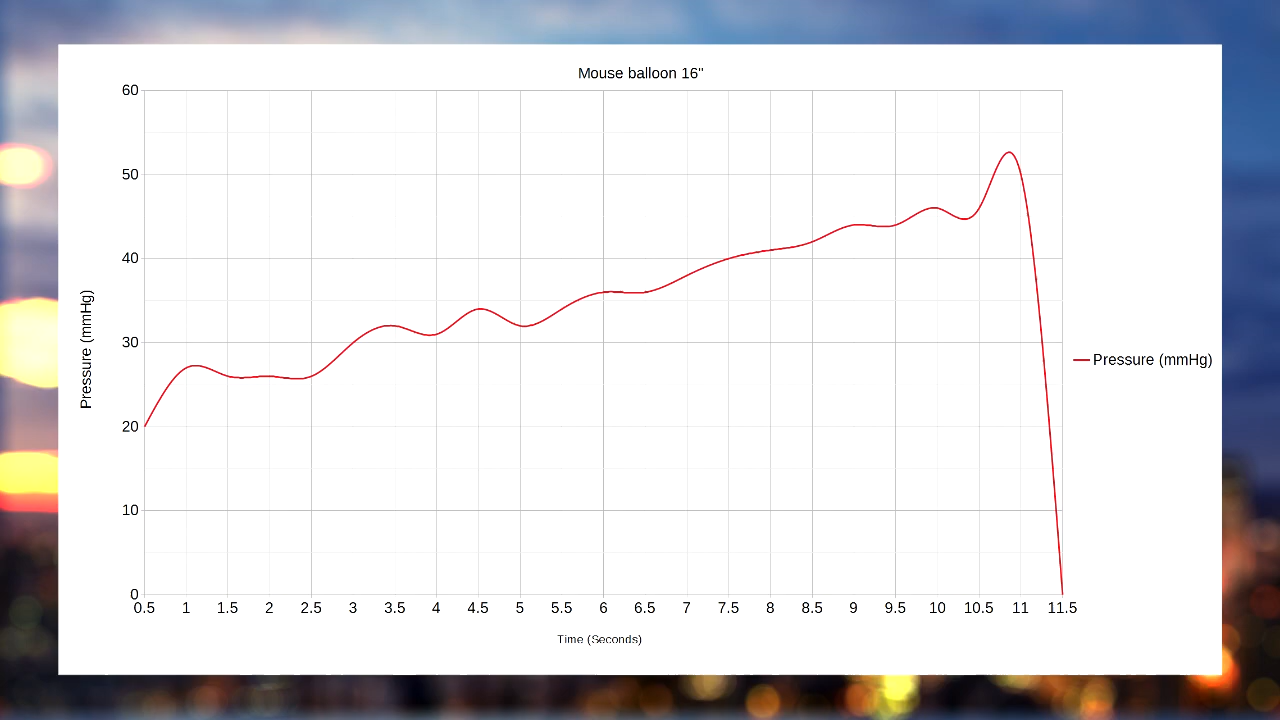 Mouse balloon 16"
60
50
40
30
20
10
0
Pressure (mmHg)
0.5 1 1.5 2 2.5 3 3.5 4 4.5 5 5.5 6 6.5 7 7.5 8 8.5 9 9.5 10 10.5 11 11.5
Time (Seconds)
Pressure (mmHg)